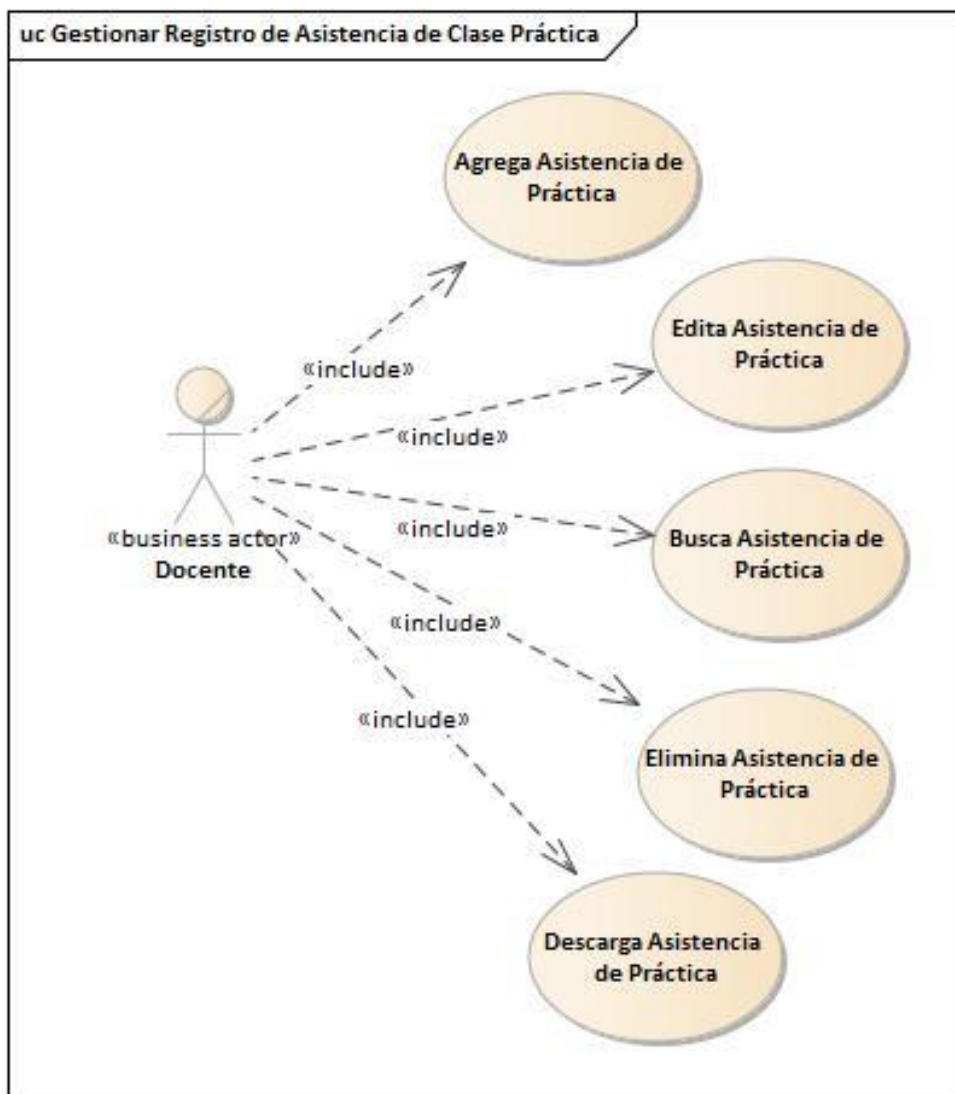 uc Gestionar Registro de Asistencia de Clase Práctica
Agrega Asistencia de
Práctica
Edita Asistencia de
Práctica
«include»
«include»
«include»
Busca Asistencia de
Práctica
«business actor»
Docente
«include»
Elimina Asistencia de
Práctica
«include»
Descarga Asistencia
de Práctica